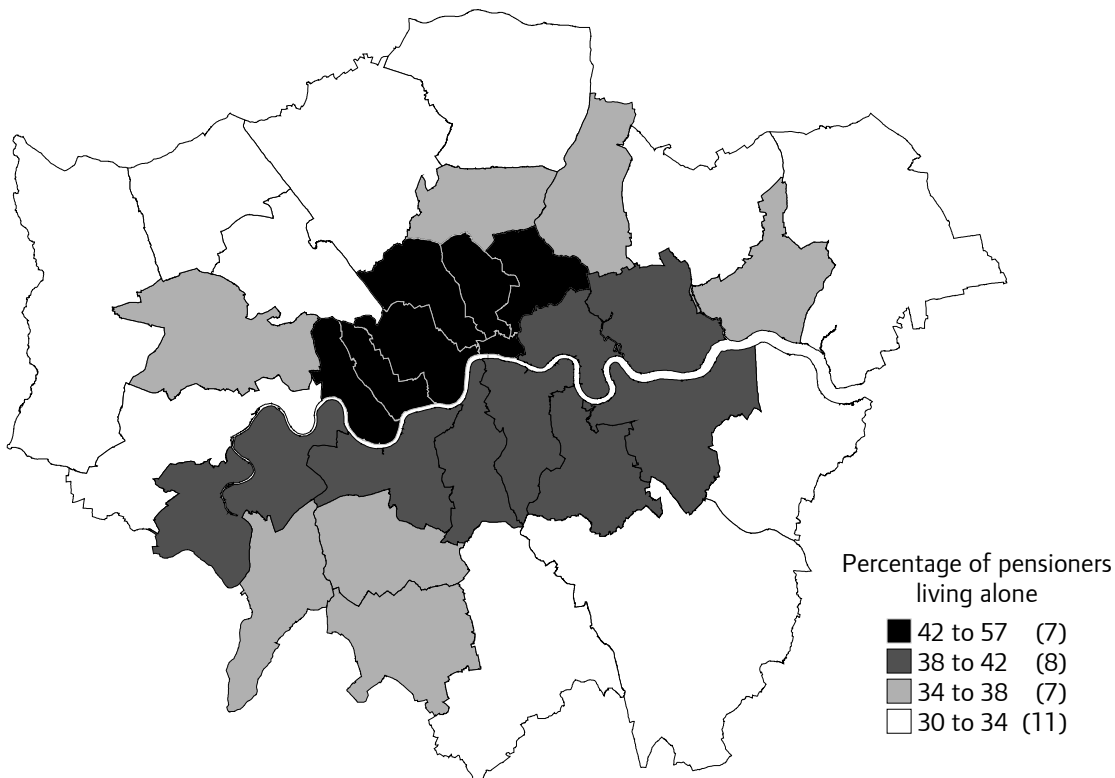 Percentage of pensioners
living alone
42 to 57 (7)
38 to 42 (8)
34 to 38 (7)
30 to 34 (11)